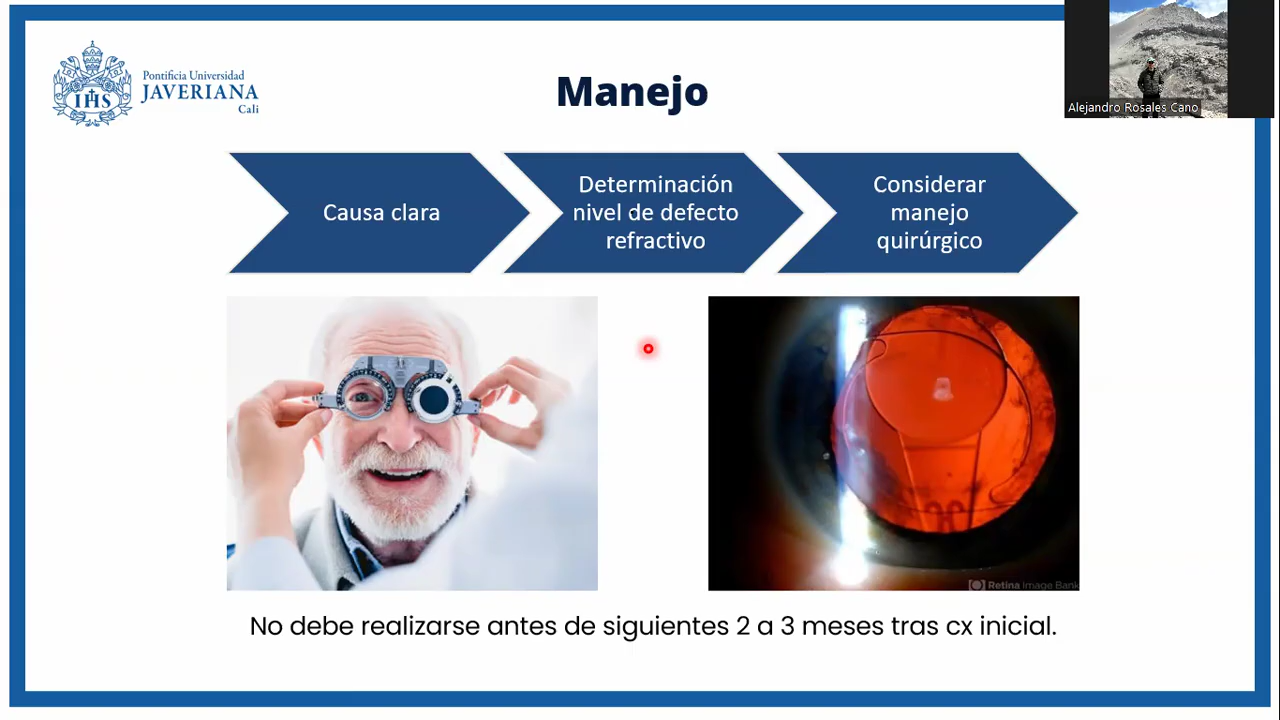 Pontificia Universidad
JAVERIANA
Cali
IHS
Manejo
Alejandro Rosales Cano
Causa clara
Determinación
nivel de defecto
refractivo
Considerar
manejo
quirúrgico
Retina Image Bank
No debe realizarse antes de siguientes 2 a 3 meses tras cx inicial.